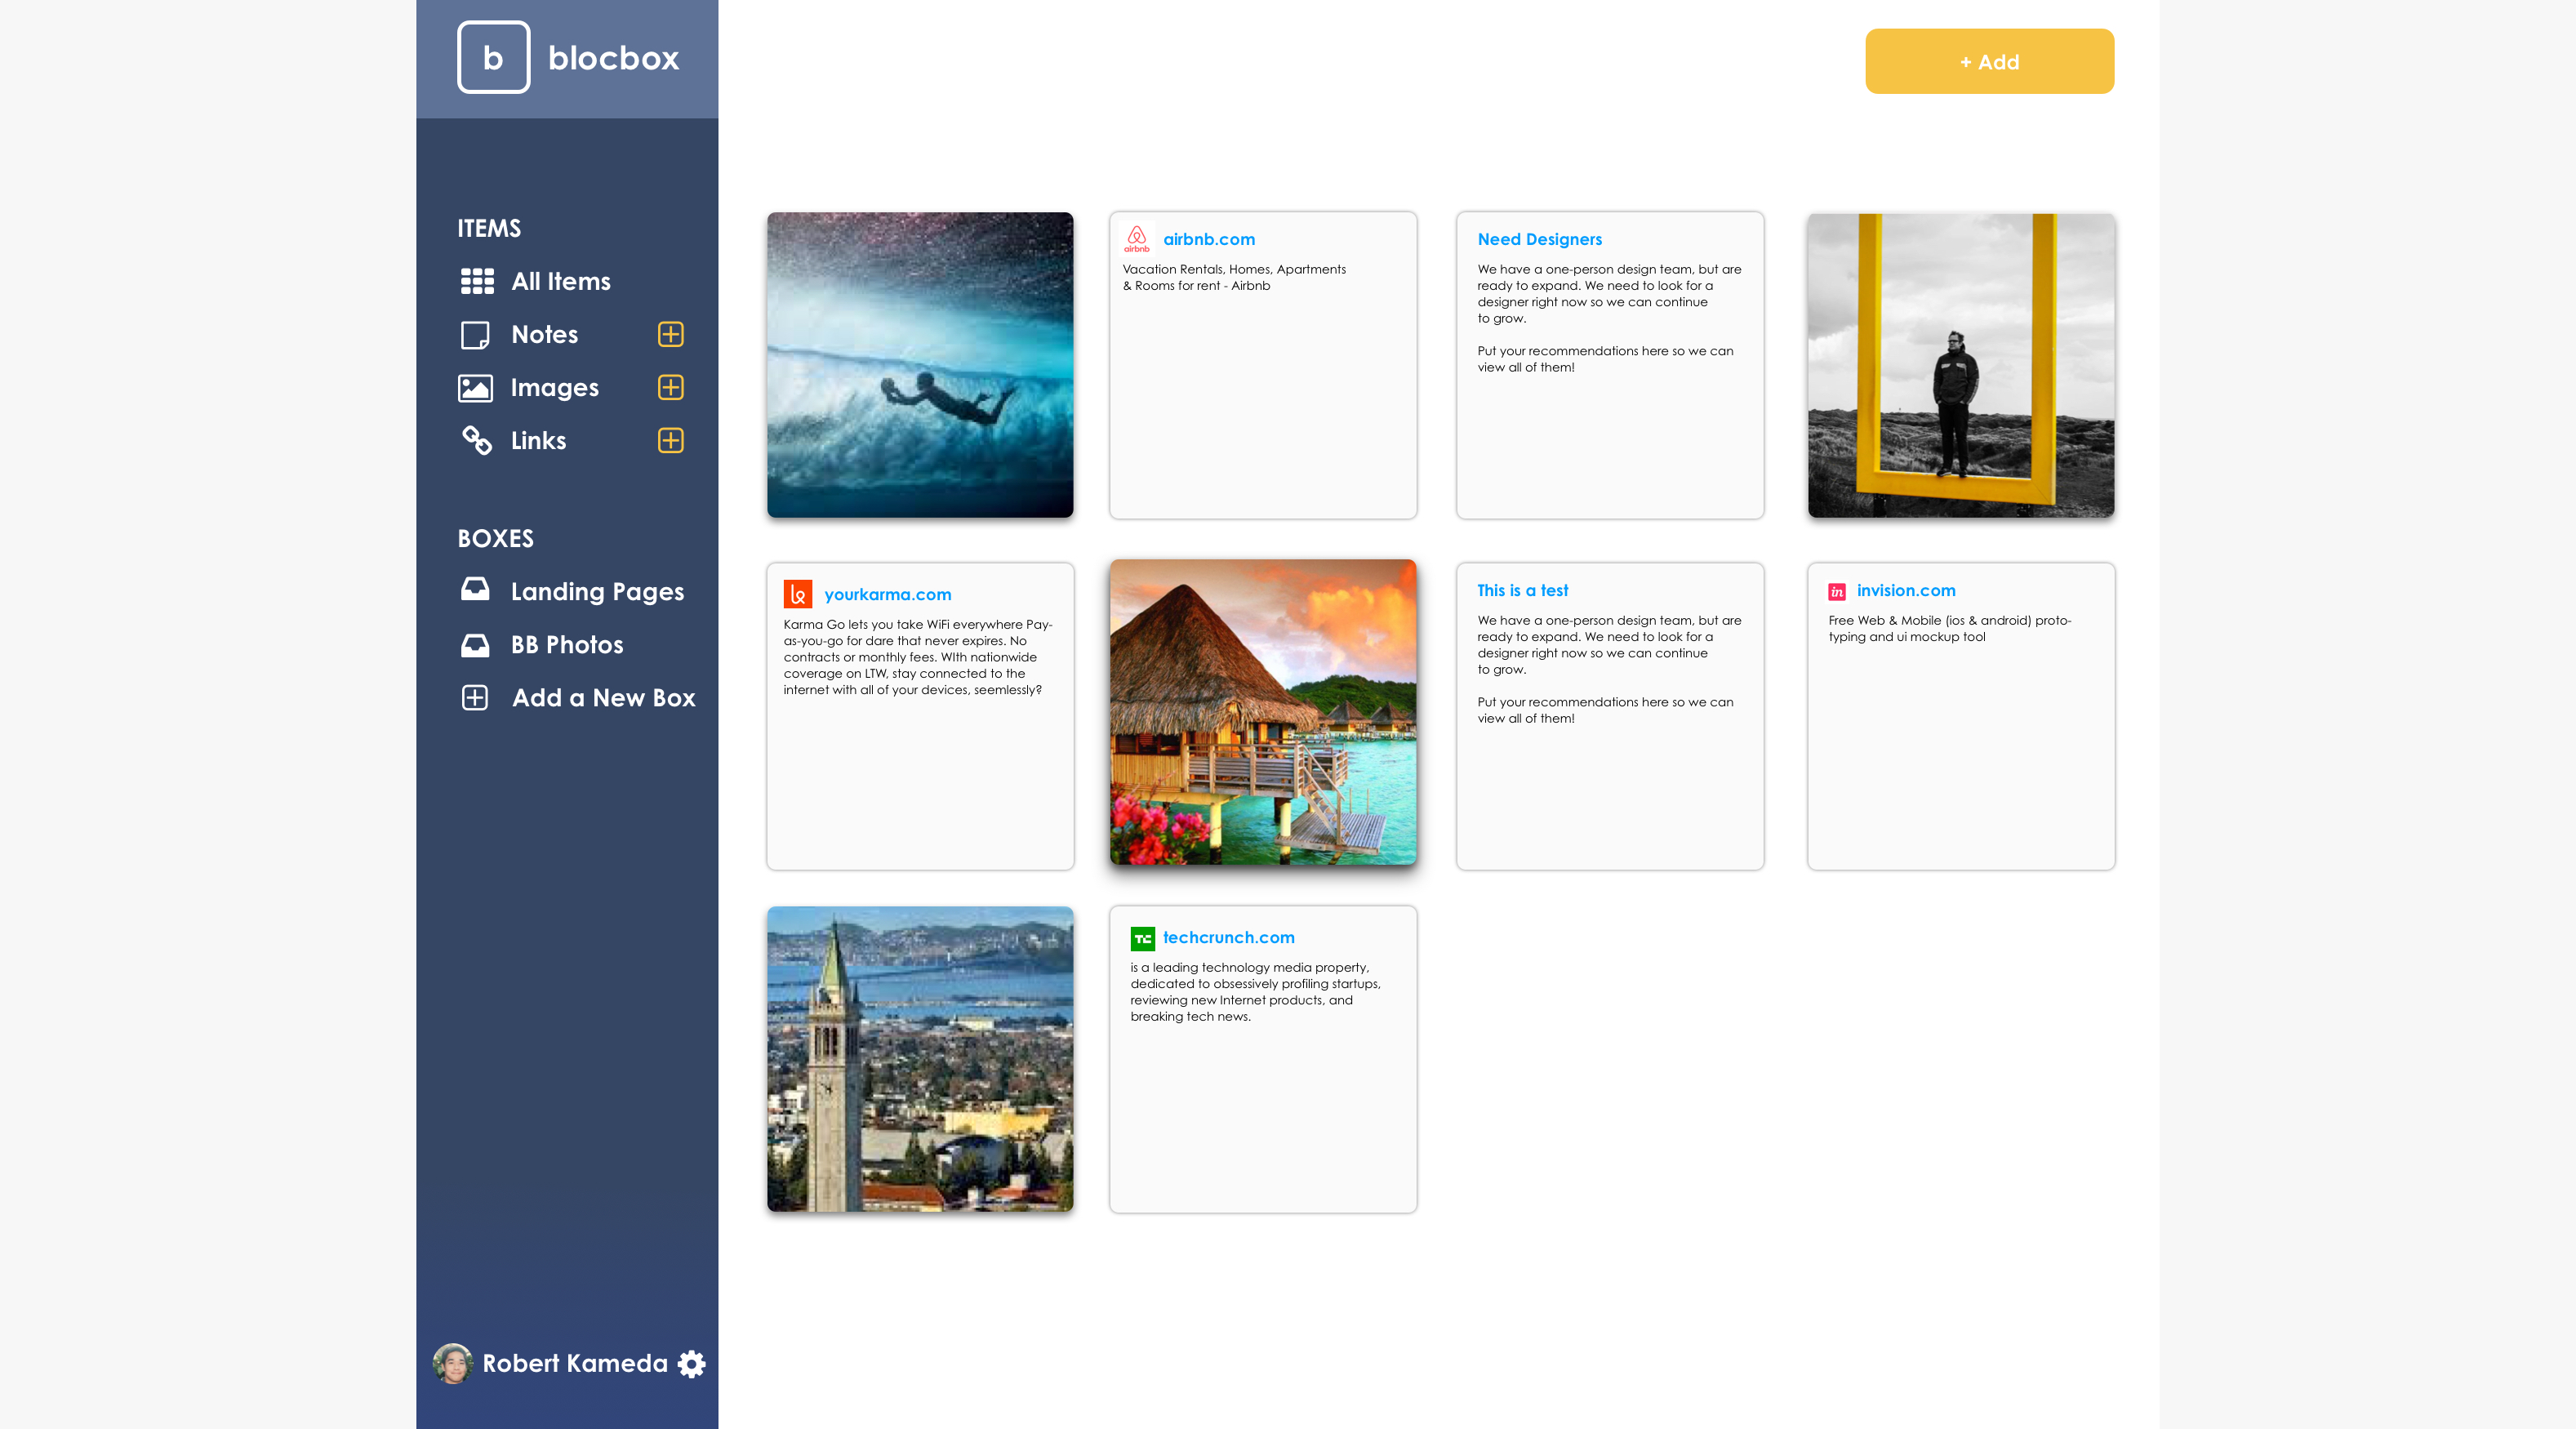 b blocbox
+ Add
ITEMS
All Items
Notes
Images
Links
BOXES
Landing Pages
BB Photos
Add a New Box
Robert Kameda
airbnb
airbnb.com
Vacation Rentals, Homes, Apartments
& Rooms for rent - Airbnb
Need Designers
We have a one-person design team, but are
ready to expand. We need to look for a
designer right now so we can continue
to grow.
Put your recommendations here so we can
view all of them!
yourkarma.com
Karma Go lets you take WiFi everywhere Pay-
as-you-go for dare that never expires. No
contracts or monthly fees. WIth nationwide
coverage on LTW, stay connected to the
internet with all of your devices, seemlessly?
This is a test
We have a one-person design team, but are
ready to expand. We need to look for a
designer right now so we can continue
to grow.
Put your recommendations here so we can
view all of them!
in invision.com
Free Web & Mobile (ios & android) proto-
typing and ui mockup tool
TC techcrunch.com
is a leading technology media property,
dedicated to obsessively profiling startups,
reviewing new Internet products, and
breaking tech news.